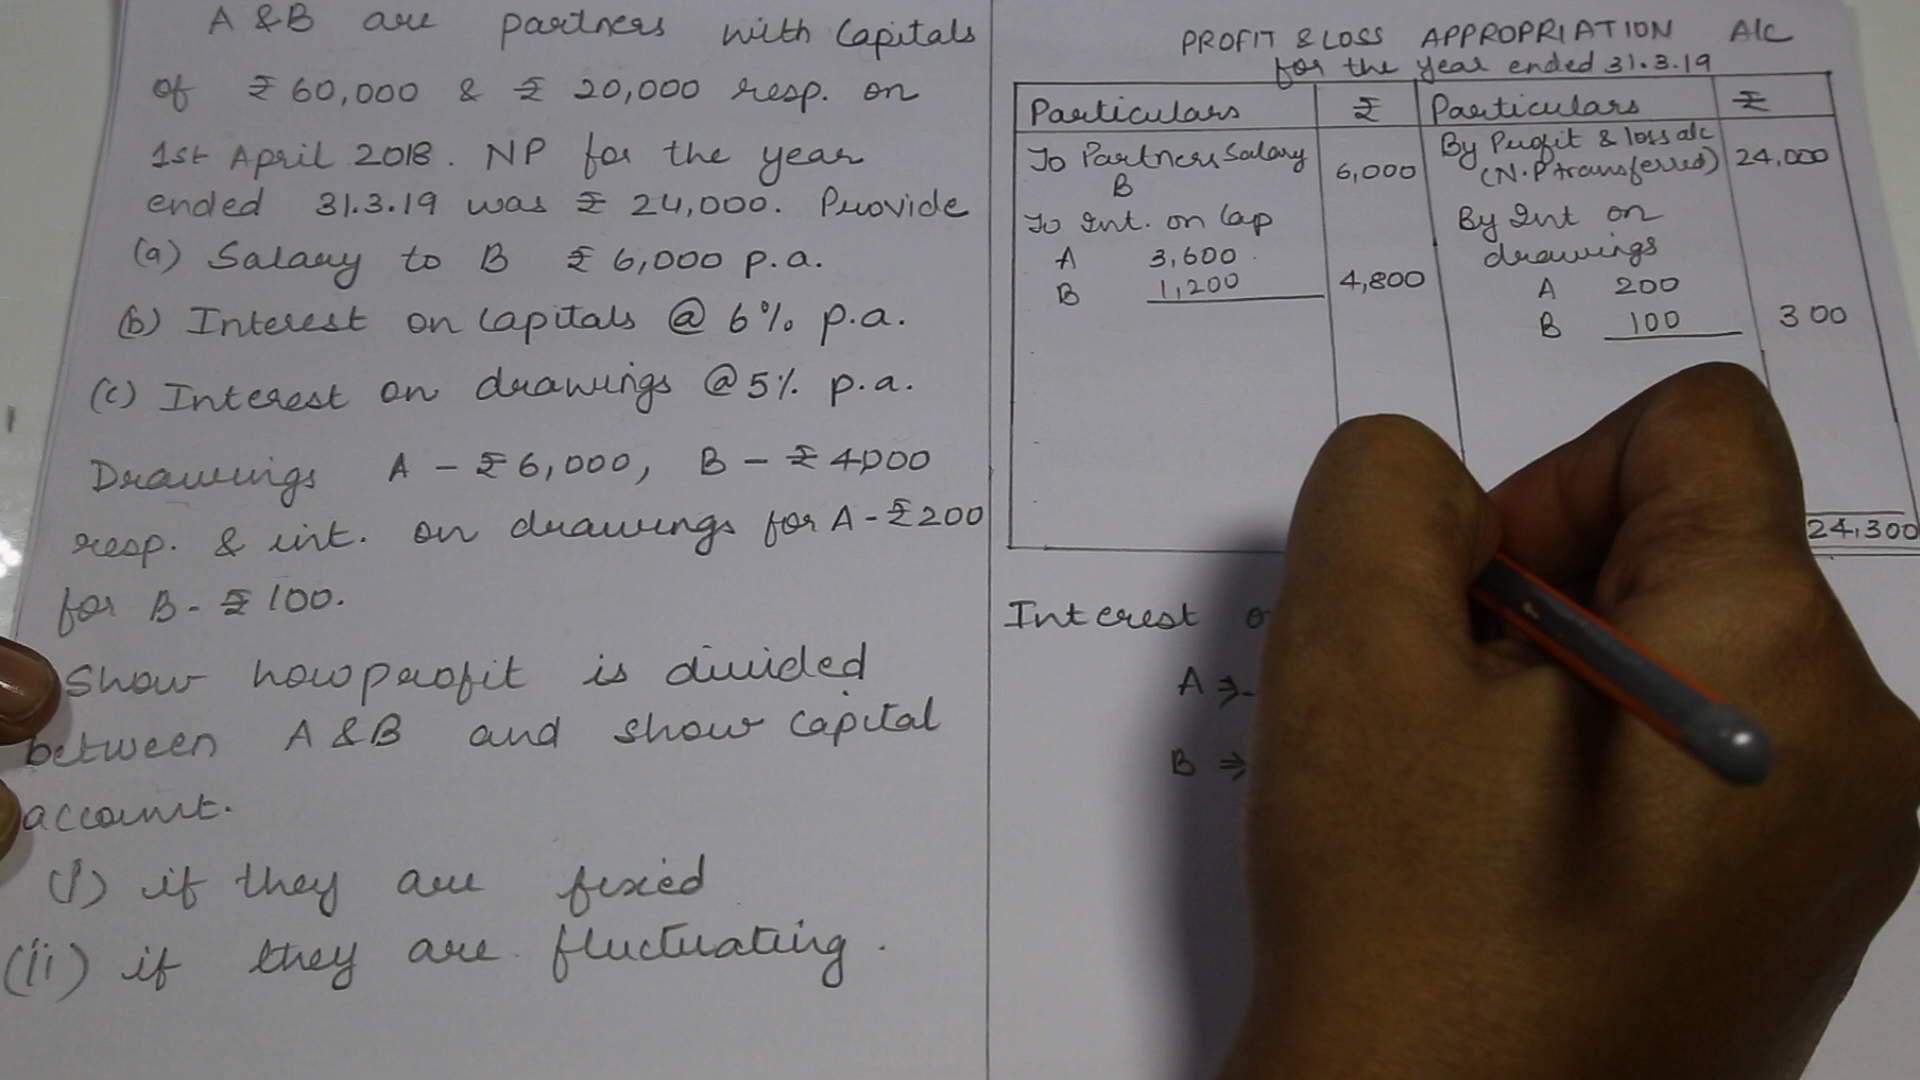 A & B are partners with Capitals
of ₹ 60,000 & ₹ 20,000 resp. on
1st April 2018. NP for the year
ended 31.3.19 was ₹ 24,000. Provide
(a) Salary to B ₹ 6,000 p.a.
(b) Interest on Capitals @ 6% p.a.
(c) Interest on drawings @ 5% p.a.
Drawings A - ₹ 6,000, B - ₹ 4,000
resp. & int. on drawings for A - ₹ 200
for B - ₹ 100.
Show how profit is divided
between A & B and show Capital
account.
(i) if they are fixed
(ii) if they are fluctuating.
PROFIT & LOSS APPROPRIATION A/C
for the year ended 31.3.19
Particulars ₹ Particulars ₹
To Partners Salary
B 6,000
To Int. on Cap
A 3,600
B 1,200 4,800
By Profit & loss a/c
(N.P transferred) 24,000
By Int on
drawings
A 200
B 100 300
24,300
Interest
A ⇒
B ⇒